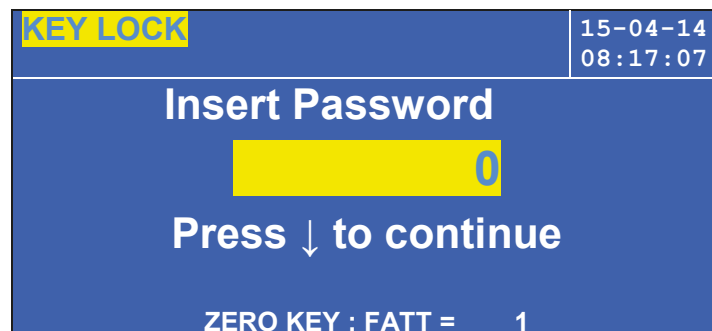 KEY LOCK
15-04-14
08:17:07
Insert Password
0
Press ↓ to continue
ZERO KEY : FATT = 1